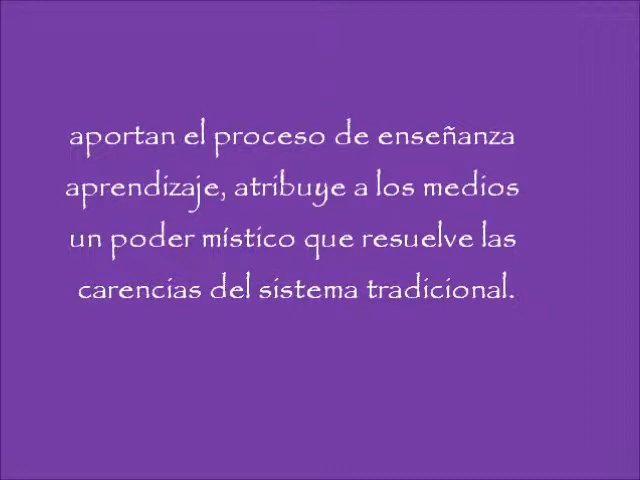 aportan el proceso de enseñanza
aprendizaje, atribuye a los medios
un poder místico que resuelve las
carencias del sistema tradicional.